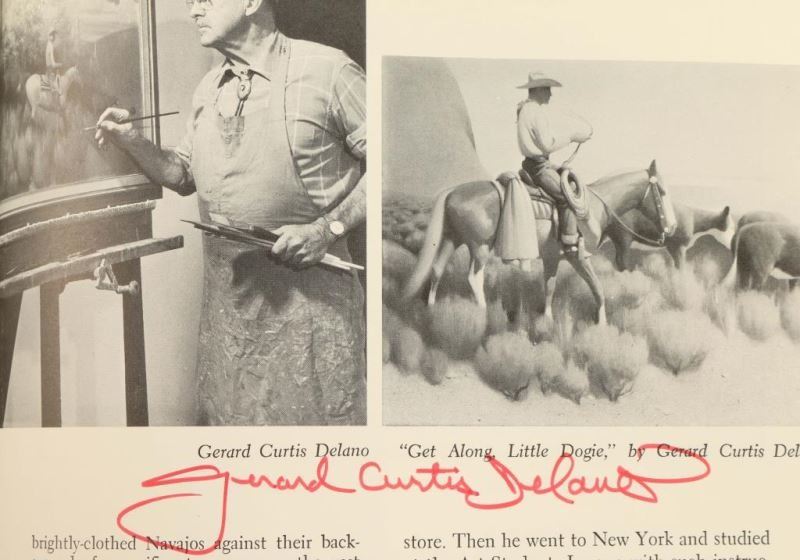 Gerard Curtis Delano
"Get Along, Little Dogie," by Gerard Curtis Del
Gerard Curtis Delano
brightly-clothed Navajos against their back-
store. Then he went to New York and studied